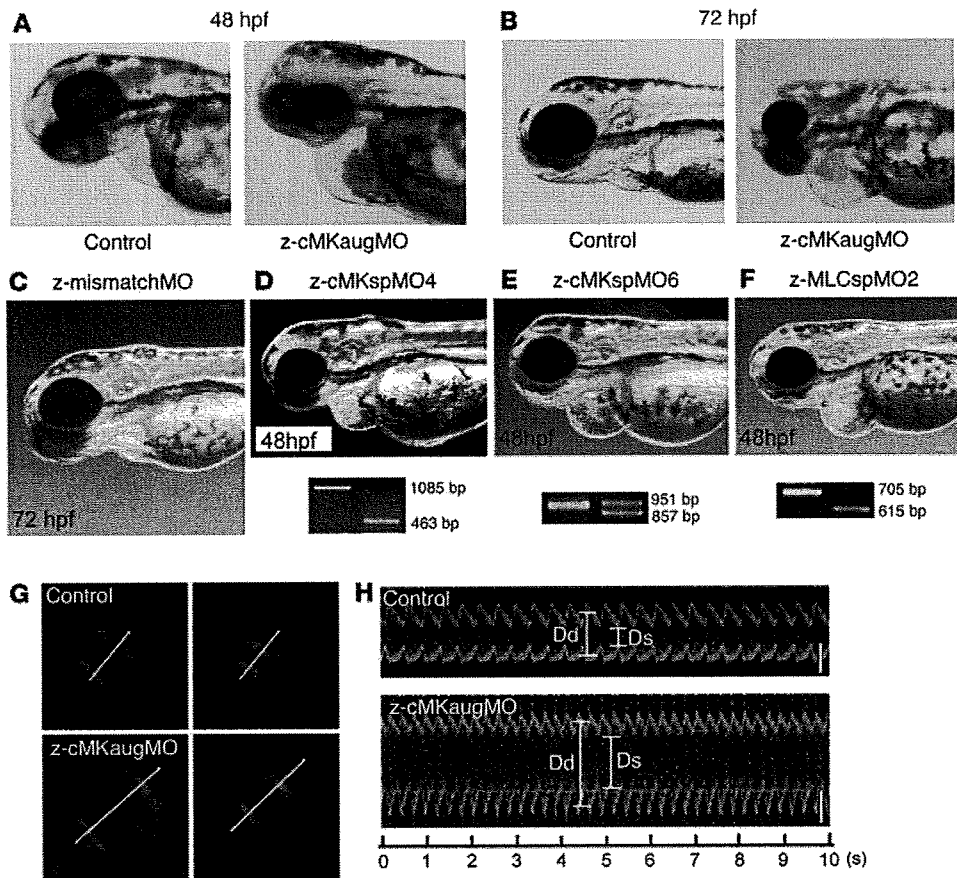 A 48 hpf B 72 hpf
Control z-cMKaugMO Control z-cMKaugMO
C z-mismatchMO D z-cMKspMO4 E z-cMKspMO6 F z-MLCspMO2
72 hpf 48hpf 48hpf 48hpf
1085 bp
463 bp
951 bp
857 bp
705 bp
615 bp
G Control
z-cMKaugMO
H Control
Dd Ds
z-cMKaugMO
Dd Ds
0 1 2 3 4 5 6 7 8 9 10 (s)